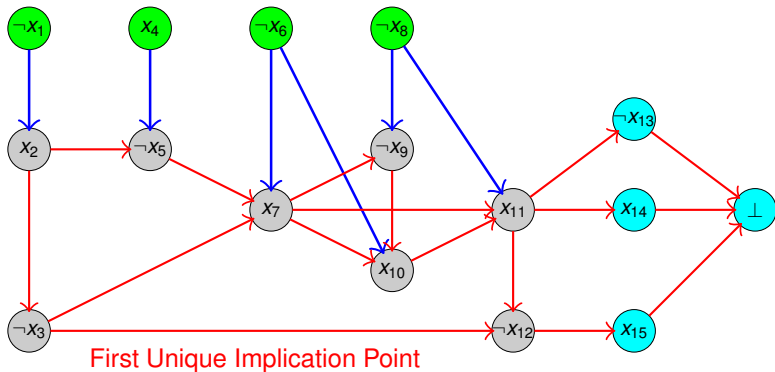 ¬x₁ x₄ ¬x₆ ¬x₈
¬x₁₃
x₂ ¬x₅ ¬x₉
x₇ x₁₁ x₁₄ ⊥
x₁₀
¬x₃ ¬x₁₂ x₁₅
First Unique Implication Point